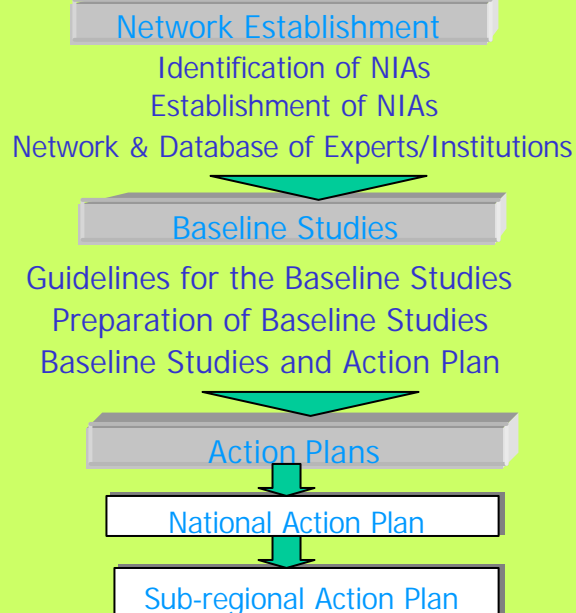 Network Establishment
Identification of NIAs
Establishment of NIAs
Network & Database of Experts/Institutions
Baseline Studies
Guidelines for the Baseline Studies
Preparation of Baseline Studies
Baseline Studies and Action Plan
Action Plans
National Action Plan
Sub-regional Action Plan